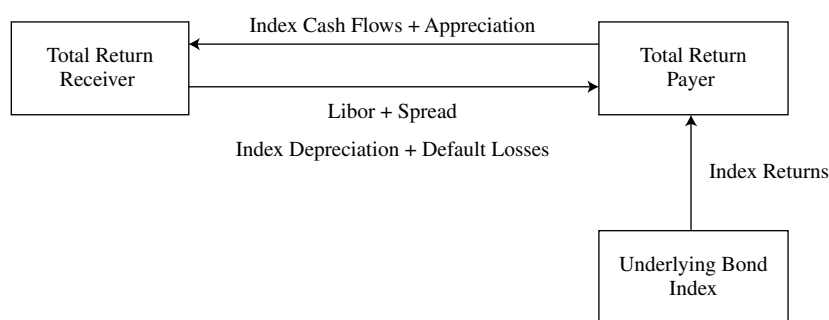 Index Cash Flows + Appreciation
Total Return
Receiver
Total Return
Payer
Libor + Spread
Index Depreciation + Default Losses
Index Returns
Underlying Bond
Index